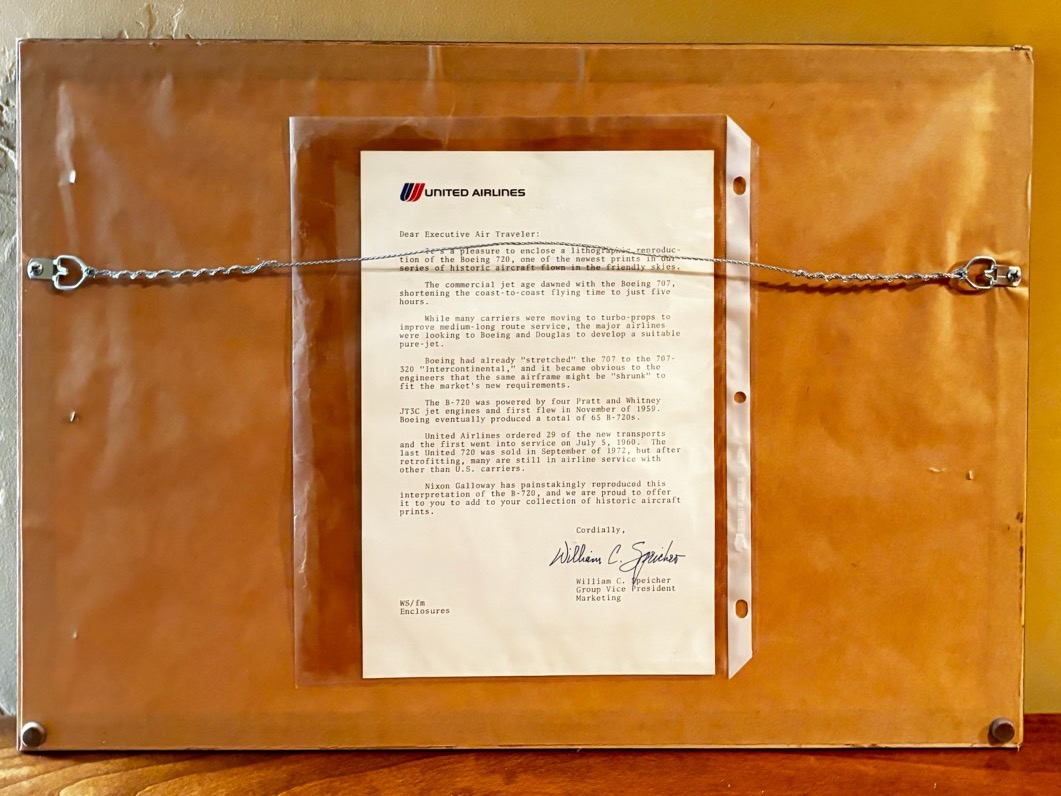 UNITED AIRLINES
Dear Executive Air Traveler:
It's a pleasure to enclose a lithographic reproduc-
tion of the Boeing 720, one of the newest prints in our
series of historic aircraft flown in the friendly skies.
The commercial jet age dawned with the Boeing 707,
shortening the coast-to-coast flying time to just five
hours.
While many carriers were moving to turbo-props to
improve medium-long route service, the major airlines
were looking to Boeing and Douglas to develop a suitable
pure-jet.
Boeing had already "stretched" the 707 to the 707-
320 "Intercontinental," and it became obvious to the
engineers that the same airframe might be "shrunk" to
fit the market's new requirements.
The B-720 was powered by four Pratt and Whitney
JT3C jet engines and first flew in November of 1959.
Boeing eventually produced a total of 65 B-720s.
United Airlines ordered 29 of the new transports
and the first went into service on July 5, 1960. The
last United 720 was sold in September of 1972, but after
retrofitting, many are still in airline service with
other than U.S. carriers.
Nixon Galloway has painstakingly reproduced this
interpretation of the B-720, and we are proud to offer
it to you to add to your collection of historic aircraft
prints.
Cordially,
William C. Speicher
William C. Speicher
Group Vice President
Marketing
WS/fm
Enclosures